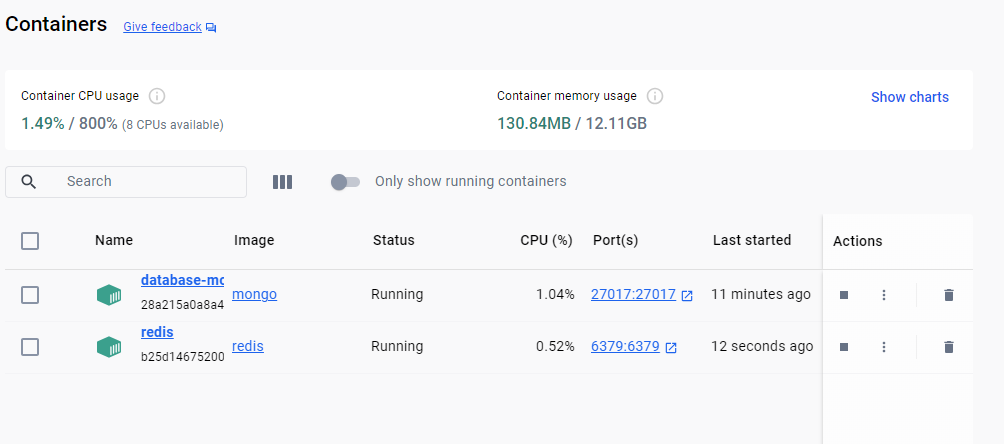 Containers Give feedback
Container CPU usage
1.49% / 800% (8 CPUs available)
Container memory usage
130.84MB / 12.11GB
Show charts
Search
Only show running containers
Name Image Status CPU (%) Port(s) Last started Actions
database-mc
28a215a0a8a4
mongo Running 1.04% 27017:27017 11 minutes ago
redis
b25d14675200
redis Running 0.52% 6379:6379 12 seconds ago